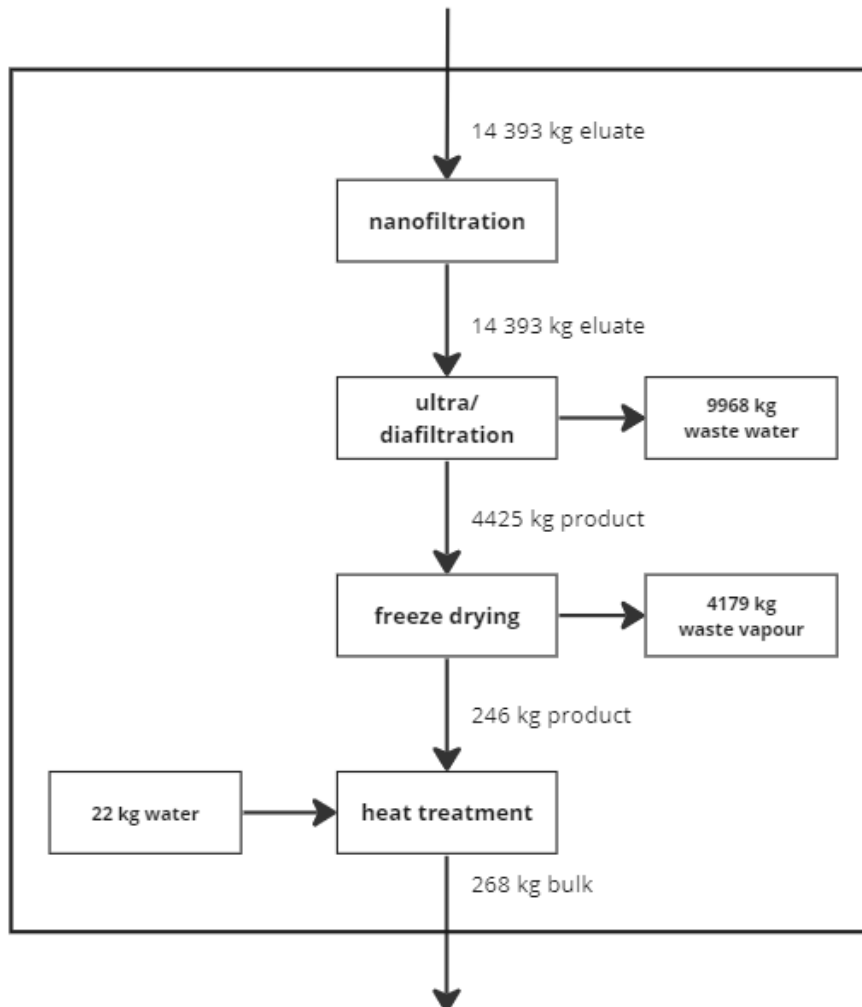 14 393 kg eluate
nanofiltration
14 393 kg eluate
ultra/
diafiltration
9968 kg
waste water
4425 kg product
freeze drying
4179 kg
waste vapour
246 kg product
22 kg water
heat treatment
268 kg bulk